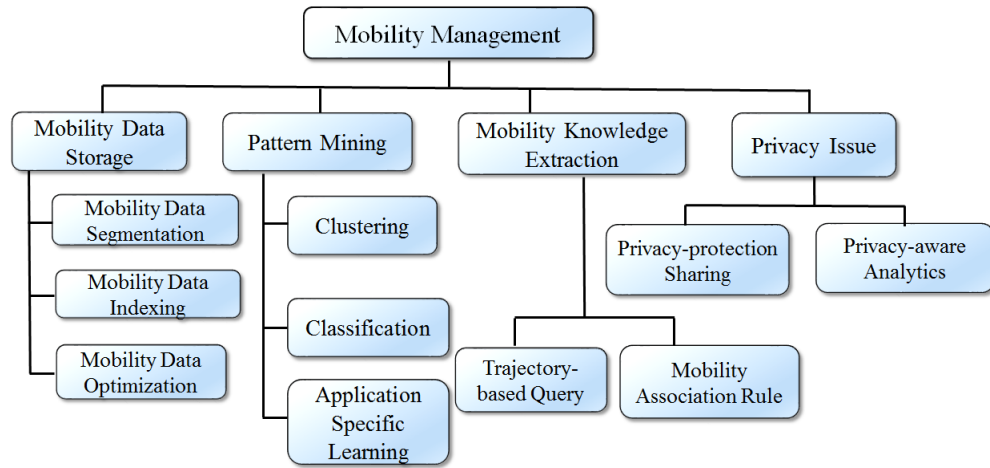 Mobility Management
Mobility Data
Storage
Pattern Mining
Mobility Knowledge
Extraction
Privacy Issue
Mobility Data
Segmentation
Mobility Data
Indexing
Mobility Data
Optimization
Clustering
Classification
Application
Specific
Learning
Trajectory-
based Query
Mobility
Association Rule
Privacy-protection
Sharing
Privacy-aware
Analytics